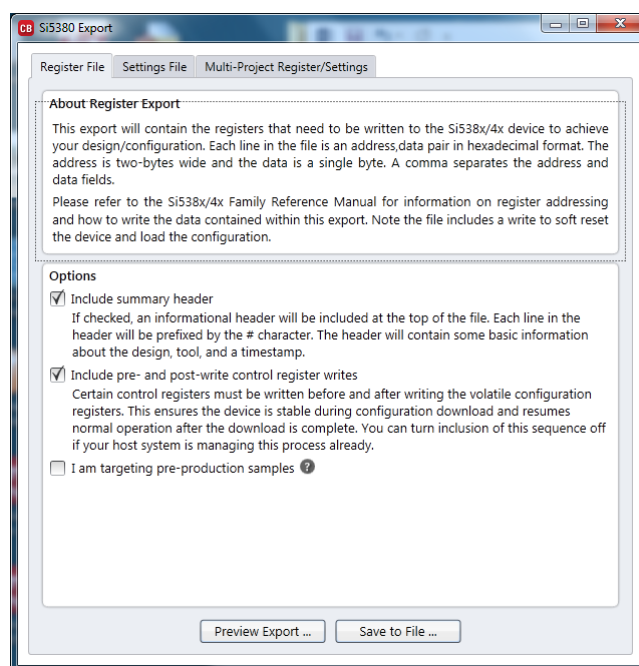 CB Si5380 Export
Register File Settings File Multi-Project Register/Settings
About Register Export
This export will contain the registers that need to be written to the Si538x/4x device to achieve
your design/configuration. Each line in the file is an address,data pair in hexadecimal format. The
address is two-bytes wide and the data is a single byte. A comma separates the address and
data fields.
Please refer to the Si538x/4x Family Reference Manual for information on register addressing
and how to write the data contained within this export. Note the file includes a write to soft reset
the device and load the configuration.
Options
Include summary header
If checked, an informational header will be included at the top of the file. Each line in the
header will be prefixed by the # character. The header will contain some basic information
about the design, tool, and a timestamp.
Include pre- and post-write control register writes
Certain control registers must be written before and after writing the volatile configuration
registers. This ensures the device is stable during configuration download and resumes
normal operation after the download is complete. You can turn inclusion of this sequence off
if your host system is managing this process already.
I am targeting pre-production samples ?
Preview Export ... Save to File ...